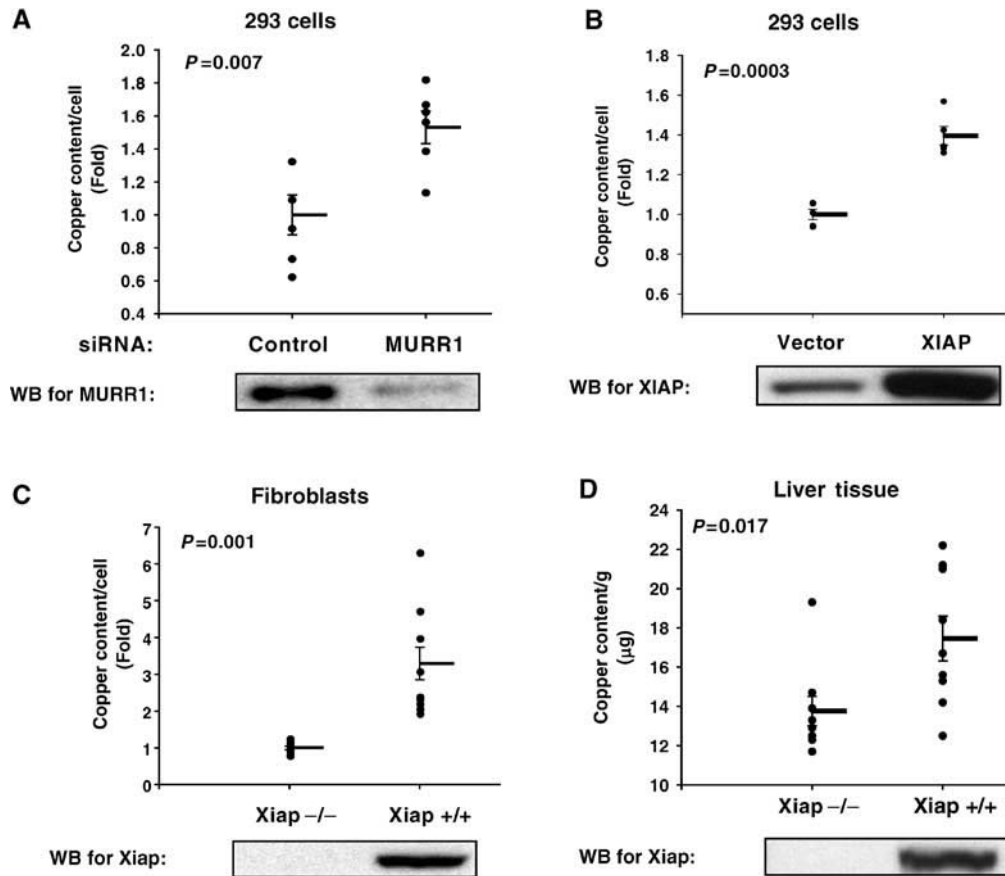 A
293 cells
P=0.007
Copper content/cell
(Fold)
2.0
1.8
1.6
1.4
1.2
1.0
0.8
0.6
0.4
siRNA: Control MURR1
WB for MURR1:
B
293 cells
P=0.0003
Copper content/cell
(Fold)
1.8
1.6
1.4
1.2
1.0
0.8
0.6
Vector XIAP
WB for XIAP:
C
Fibroblasts
P=0.001
Copper content/cell
(Fold)
7
6
5
4
3
2
1
0
Xiap –/– Xiap +/+
WB for Xiap:
D
Liver tissue
P=0.017
Copper content/g
(µg)
24
22
20
18
16
14
12
10
Xiap –/– Xiap +/+
WB for Xiap: